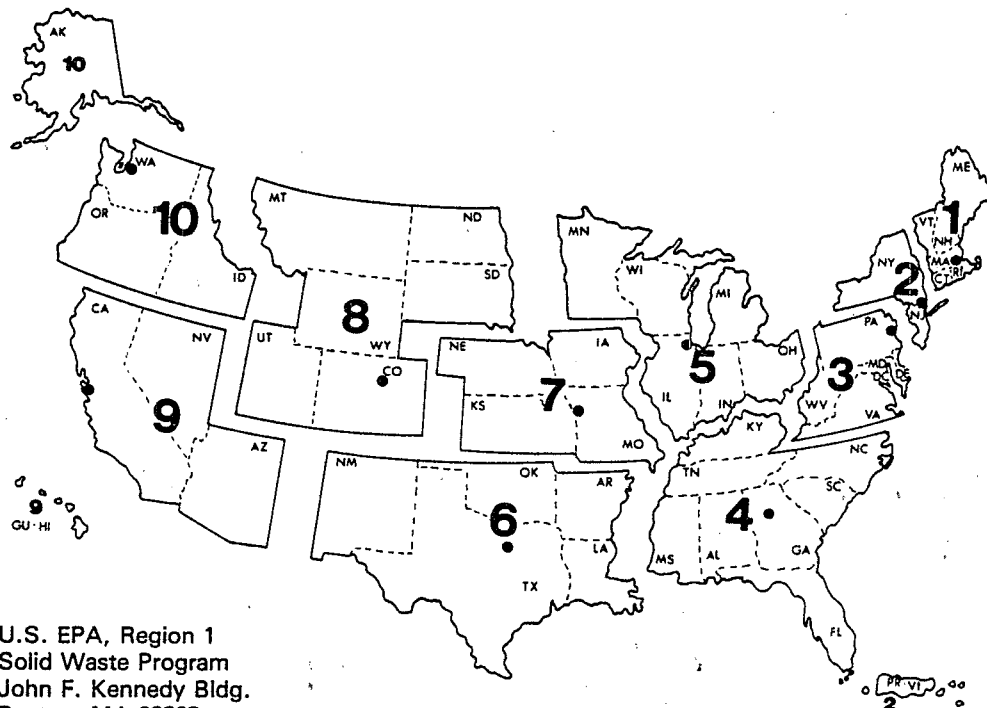 AK
10
WA
OR
10
ID
MT
ND
SD
8
WY
UT
CO
CA
NV
9
AZ
9
GU·HI
NE
IA
7
KS
MO
MN
WI
MI
5
IL
IN
OH
NM
OK
AR
6
TX
LA
KY
TN
NC
SC
4
MS
AL
GA
FL
ME
VT
1
NH
MA
CT
RI
NY
2
NJ
PA
MD
DC
DE
3
WV
VA
PR·VI
2
U.S. EPA, Region 1
Solid Waste Program
John F. Kennedy Bldg.